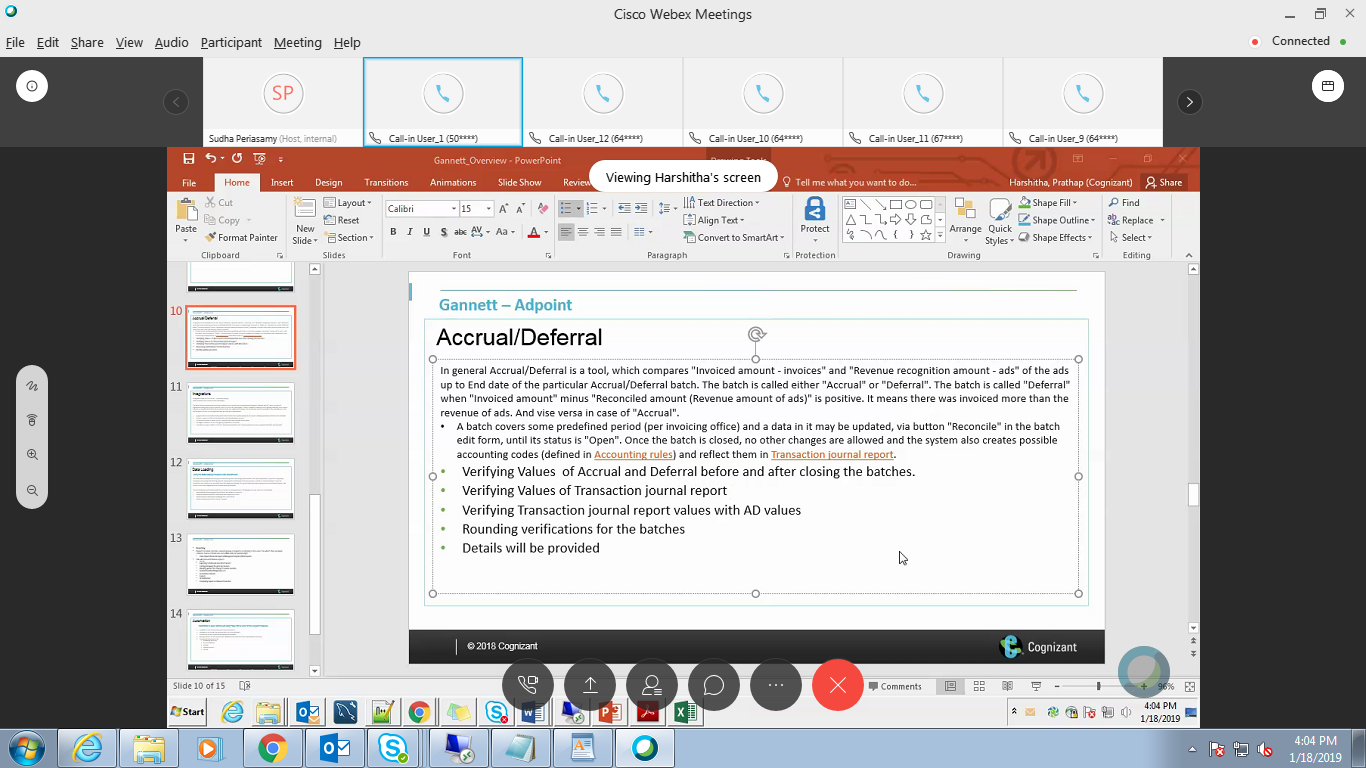 Cisco Webex Meetings
File Edit Share View Audio Participant Meeting Help
Connected
SP
Sudha Periasamy (Host, internal)
Call-in User_1 (50****)
Call-in User_12 (64****)
Call-in User_10 (64****)
Call-in User_11 (67****)
Call-in User_9 (64****)
Gannett_Overview - PowerPoint
Viewing Harshitha's screen
File Home Insert Design Transitions Animations Slide Show
Tell me what you want to do...
Harshitha, Prathap (Cognizant)
Share
Paste
Cut
Copy
Format Painter
Clipboard
New Slide
Layout
Reset
Section
Slides
Calibri 15
Font
Text Direction
Align Text
Convert to SmartArt
Paragraph
Protect
Protection
Arrange
Quick Styles
Shape Fill
Shape Outline
Shape Effects
Drawing
Find
Replace
Select
Editing
10
Accrual/Deferral
11
Integrations
12
Data Loading
13
14
Automation
Gannett – Adpoint
Accrual/Deferral
In general Accrual/Deferral is a tool, which compares "Invoiced amount - invoices" and "Revenue recognition amount - ads" of the ads
up to End date of the particular Accrual/Deferral batch. The batch is called either "Accrual" or "Deferral". The batch is called "Deferral"
when "Invoiced amount" minus "Reconciled amount (Revenue amount of ads)" is positive. It means there was invoiced more than the
revenue of ads. And vise versa in case of "Accrual".
• A batch covers some predefined period (per invoicing office) and a data in it may be updated, via button "Reconcile" in the batch
edit form, until its status is "Open". Once the batch is closed, no other changes are allowed and the system also creates possible
accounting codes (defined in Accounting rules) and reflect them in Transaction journal report.
• Verifying Values of Accrual and Deferral before and after closing the batches.
• Verifying Values of Transaction journal report
• Verifying Transaction journal report values with AD values
• Rounding verifications for the batches
• Details will be provided
© 2018 Cognizant
Cognizant
Slide 10 of 15
Comments
96%
Start
4:04 PM
1/18/2019
4:04 PM
1/18/2019